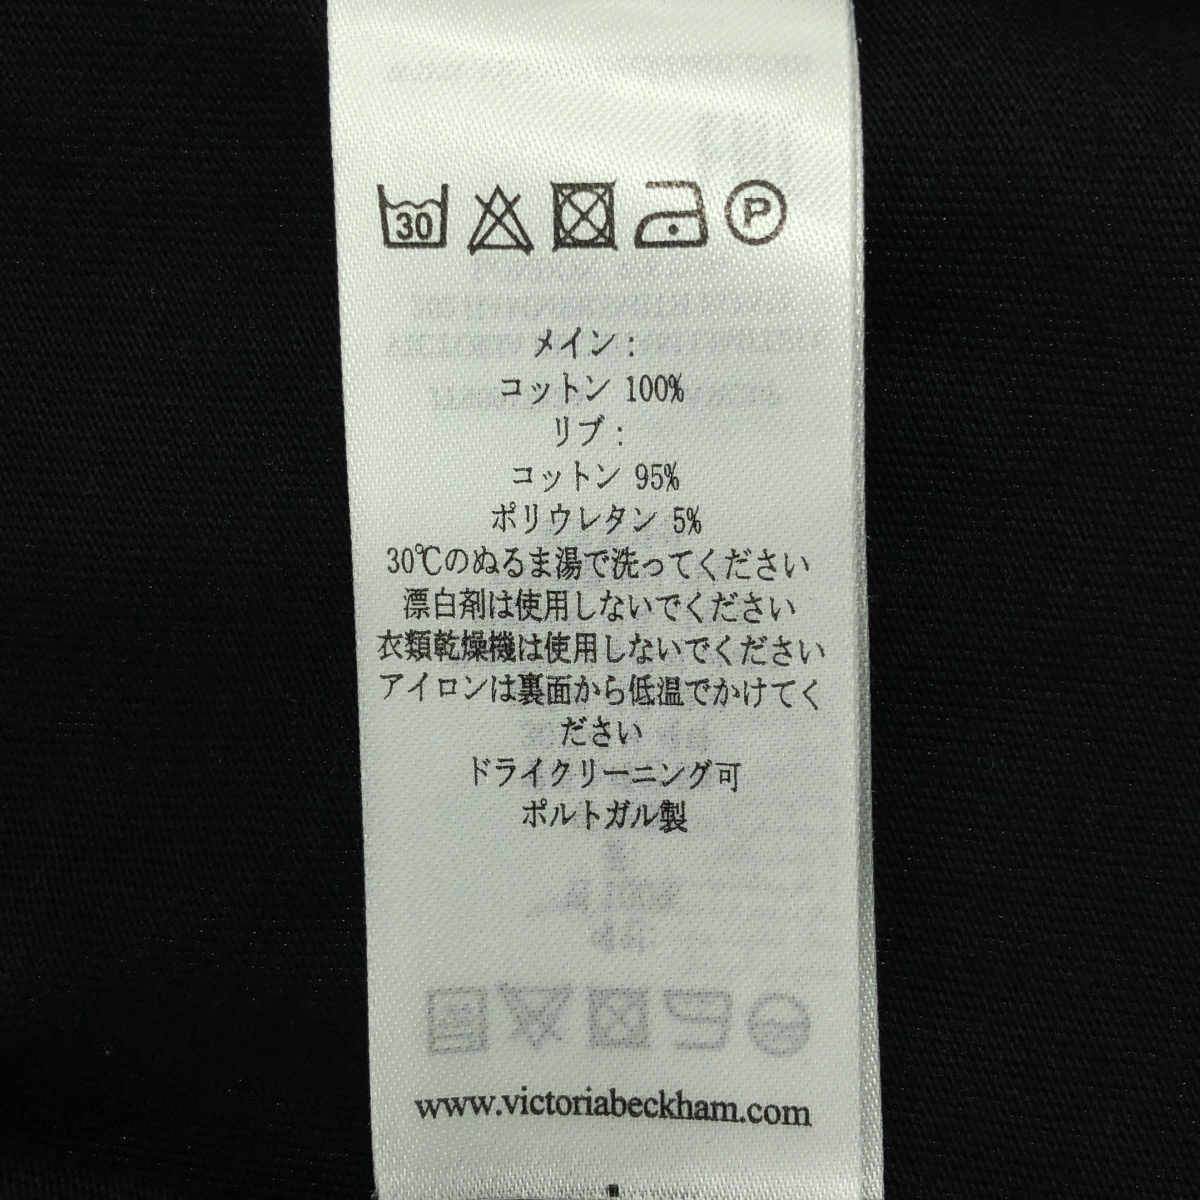 30 P
メイン :
コットン 100%
リブ :
コットン 95%
ポリウレタン 5%
30℃のぬるま湯で洗ってください
漂白剤は使用しないでください
衣類乾燥機は使用しないでください
アイロンは裏面から低温でかけてく
ださい
ドライクリーニング可
ポルトガル製
www.victoriabeckham.com